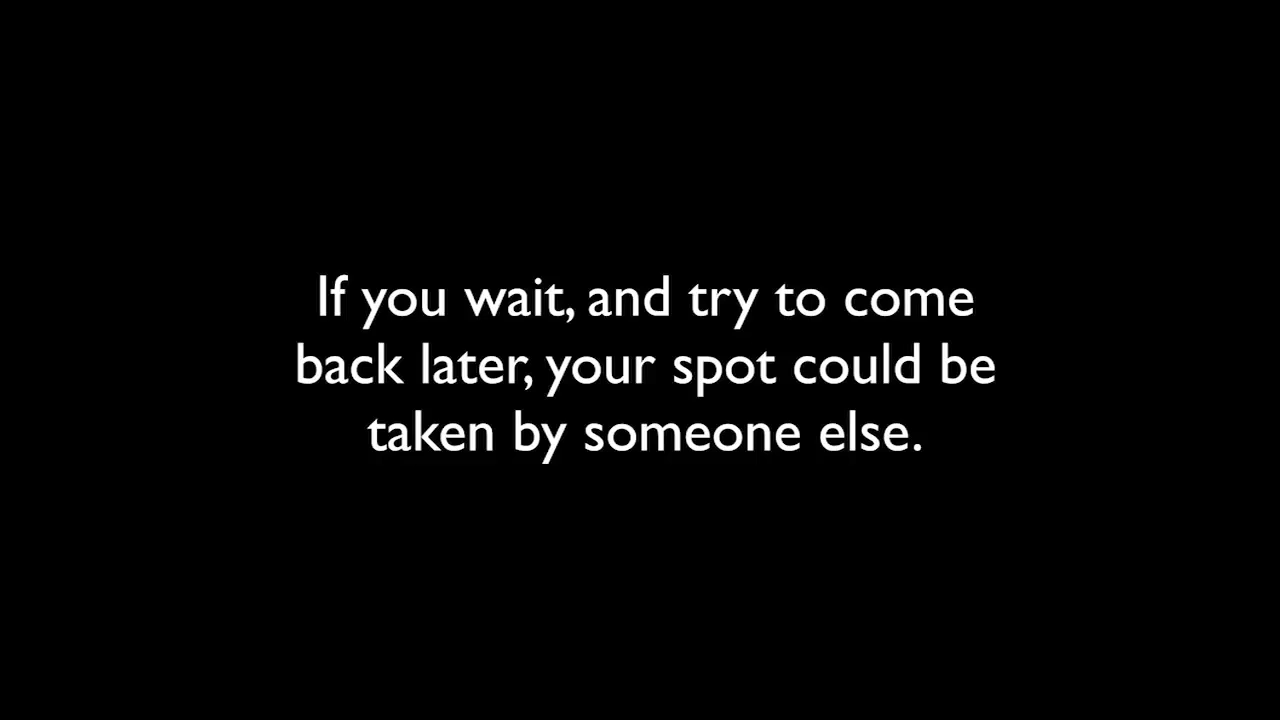 If you wait, and try to come
back later, your spot could be
taken by someone else.